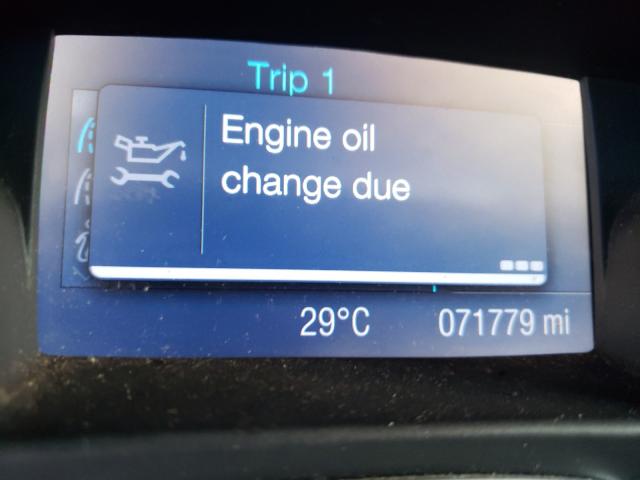 Trip 1
Engine oil
change due
29°C 071779 mi